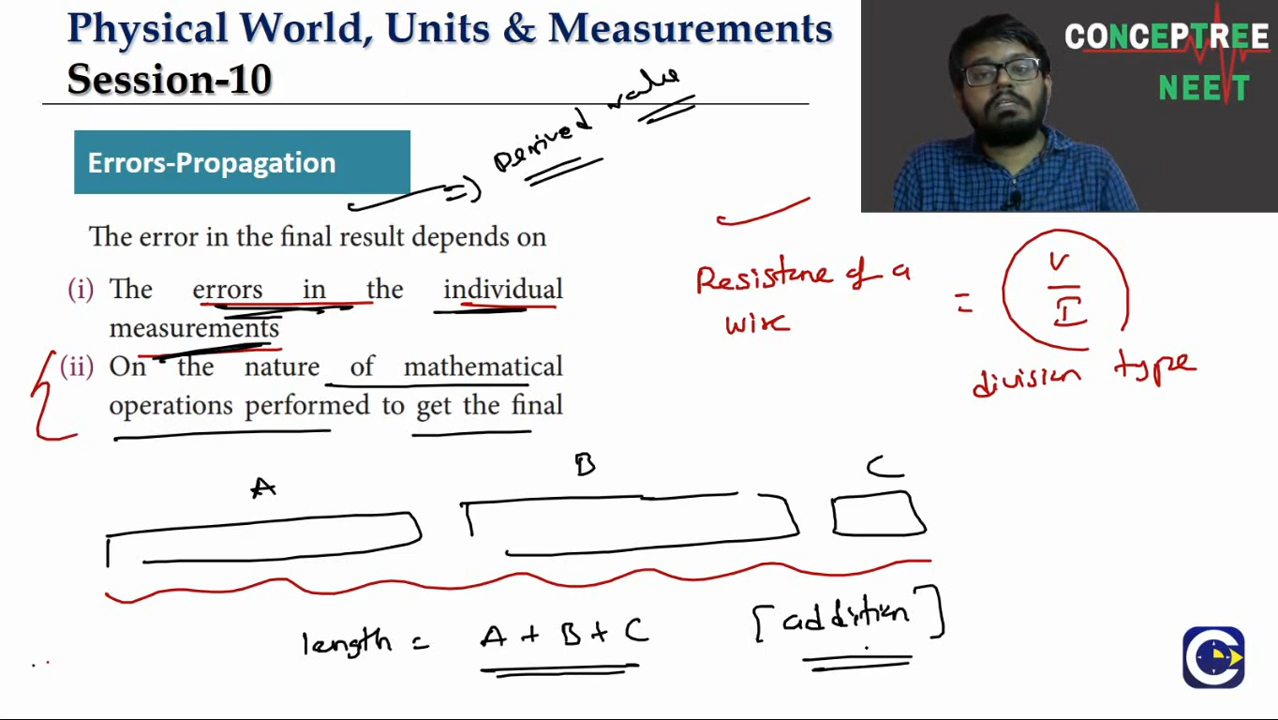 Physical World, Units & Measurements
Session-10
CONCEPTREE
NEET
Errors-Propagation
=) Derived value
The error in the final result depends on
(i) The errors in the individual
measurements
(ii) On the nature of mathematical
operations performed to get the final
Resistane of a
wire
= V
I
division type
A B C
length = A + B + C [addistion]